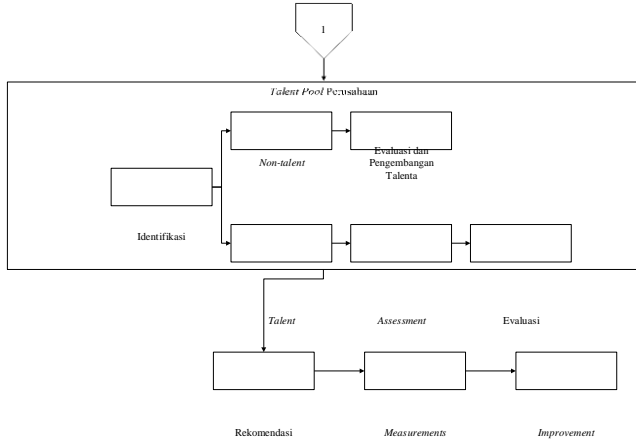 1
Talent Pool Perusahaan
Non-talent
Evaluasi dan
Pengembangan
Talenta
Identifikasi
Talent
Assessment
Evaluasi
Rekomendasi
Measurements
Improvement